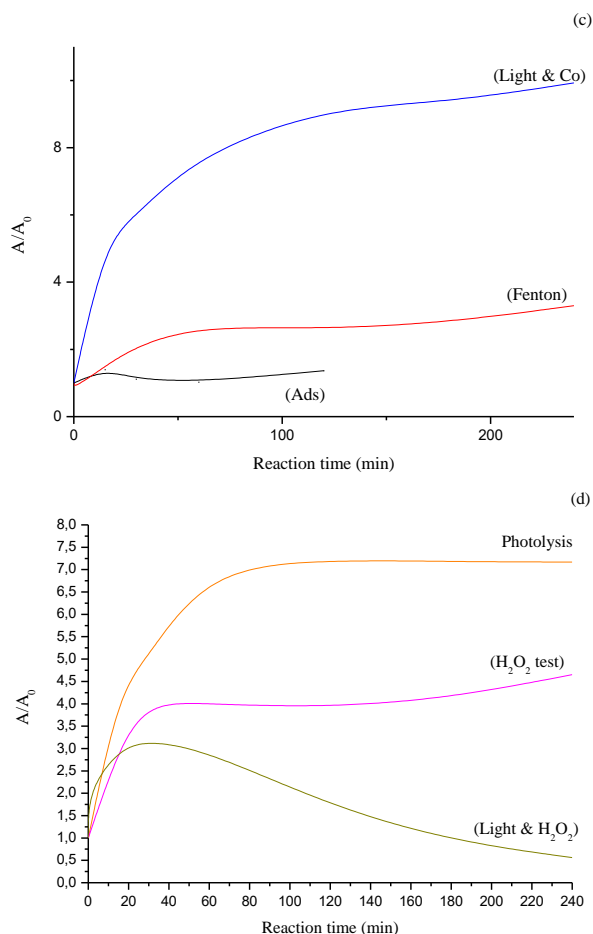 (c)
(Light & Co)
8
(Fenton)
4
(Ads)
0
0
100
200
A/A₀
Reaction time (min)
(d)
8,0
7,5
7,0
6,5
6,0
5,5
5,0
4,5
4,0
3,5
3,0
2,5
2,0
1,5
1,0
0,5
0,0
Photolysis
(H₂O₂ test)
(Light & H₂O₂)
A/A₀
0 20 40 60 80 100 120 140 160 180 200 220 240
Reaction time (min)